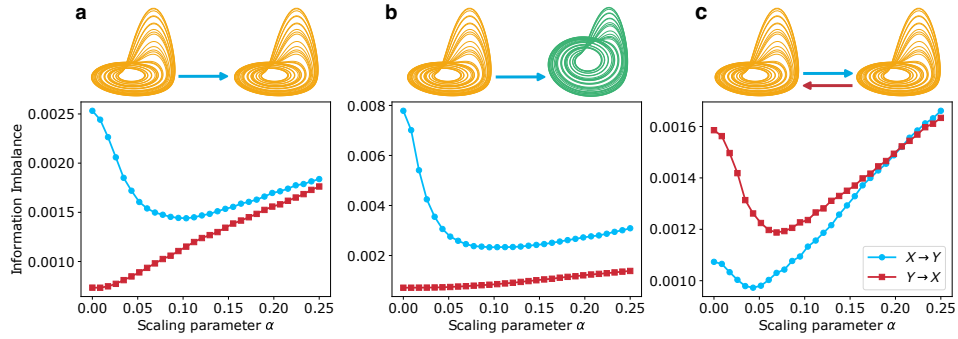 a
b
c
Information Imbalance
0.0025
0.0020
0.0015
0.0010
0.00 0.05 0.10 0.15 0.20 0.25
Scaling parameter α
0.008
0.006
0.004
0.002
0.00 0.05 0.10 0.15 0.20 0.25
Scaling parameter α
0.0016
0.0014
0.0012
0.0010
0.00 0.05 0.10 0.15 0.20 0.25
Scaling parameter α
X → Y
Y → X